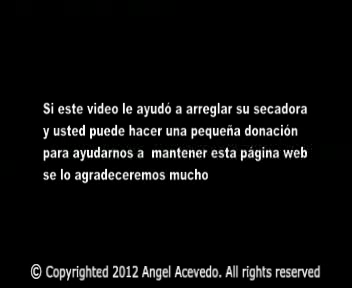 Si este video le ayudó a arreglar su secadora
y usted puede hacer una pequeña donación
para ayudarnos a mantener esta página web
se lo agradeceremos mucho
© Copyrighted 2012 Angel Acevedo. All rights reserved